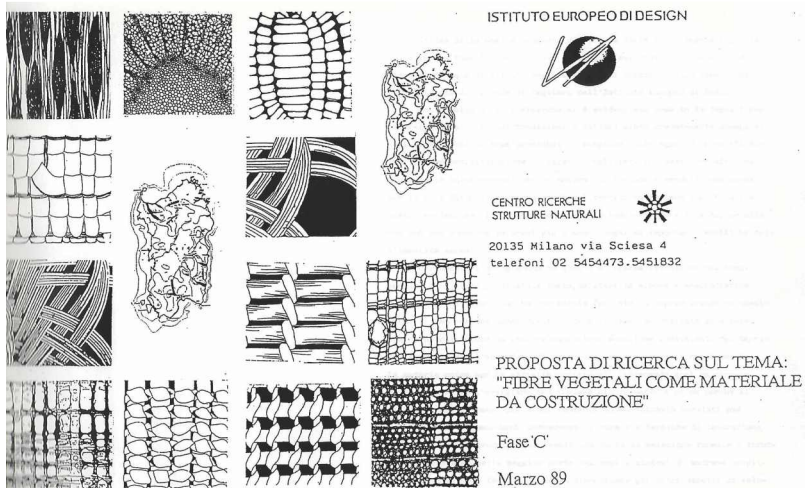 ISTITUTO EUROPEO DI DESIGN
CENTRO RICERCHE
STRUTTURE NATURALI
20135 Milano via Sciesa 4
telefoni 02 5454473.5451832
PROPOSTA DI RICERCA SUL TEMA:
"FIBRE VEGETALI COME MATERIALE
DA COSTRUZIONE"
Fase 'C'
Marzo 89